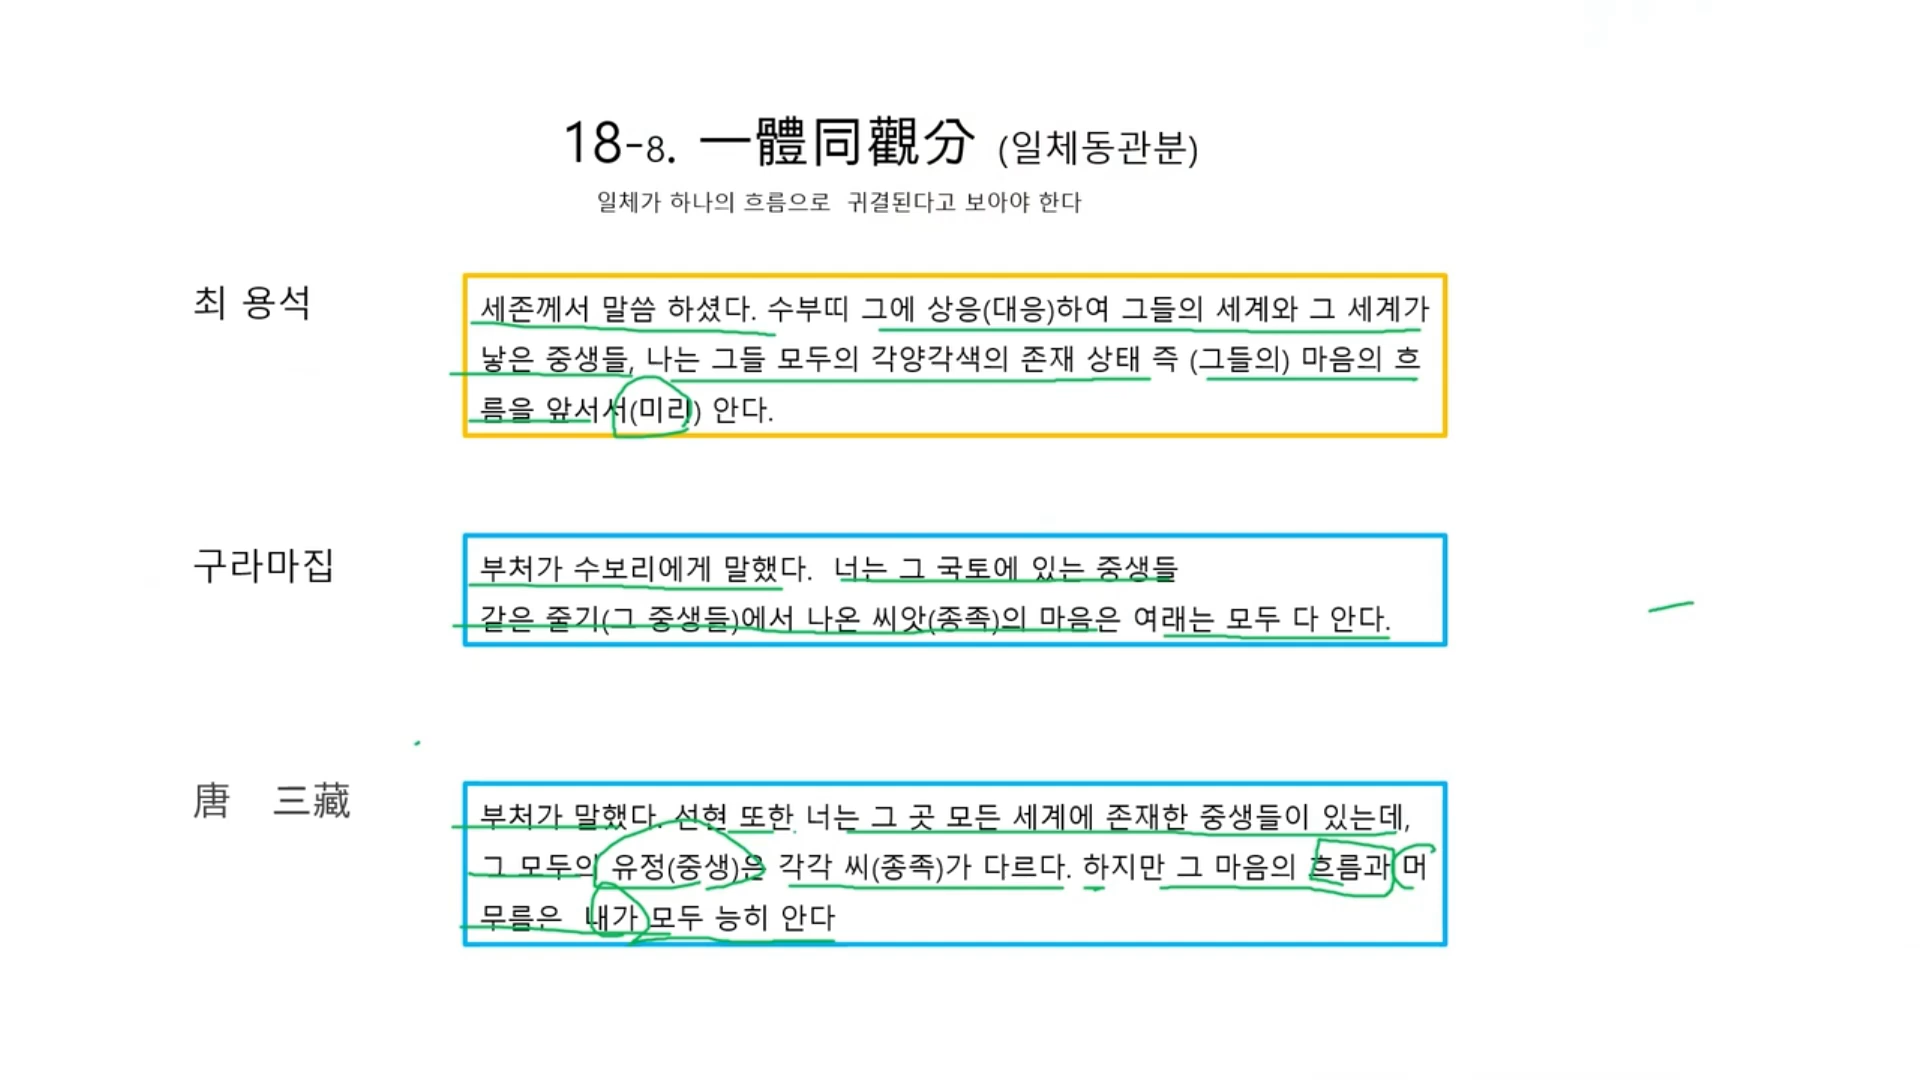 18-8. 一體同觀分 (일체동관분)
일체가 하나의 흐름으로 귀결된다고 보아야 한다
최 용석
세존께서 말씀 하셨다. 수부띠 그에 상응(대응)하여 그들의 세계와 그 세계가
낳은 중생들, 나는 그들 모두의 각양각색의 존재 상태 즉 (그들의) 마음의 흐
름을 앞서서(미리) 안다.
구라마집
부처가 수보리에게 말했다. 너는 그 국토에 있는 중생들
같은 줄기(그 중생들)에서 나온 씨앗(종족)의 마음은 여래는 모두 다 안다.
唐 三藏
부처가 말했다. 선현 또한 너는 그 곳 모든 세계에 존재한 중생들이 있는데,
그 모두의 유정(중생)은 각각 씨(종족)가 다르다. 하지만 그 마음의 흐름과 머
무름은 내가 모두 능히 안다